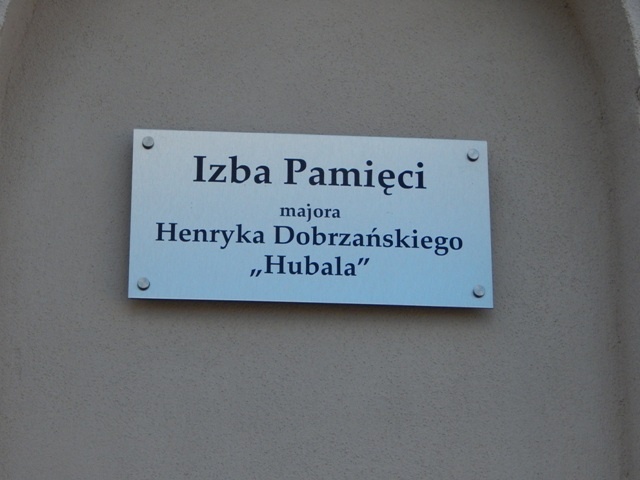 Izba Pamięci
majora
Henryka Dobrzańskiego
„Hubala”